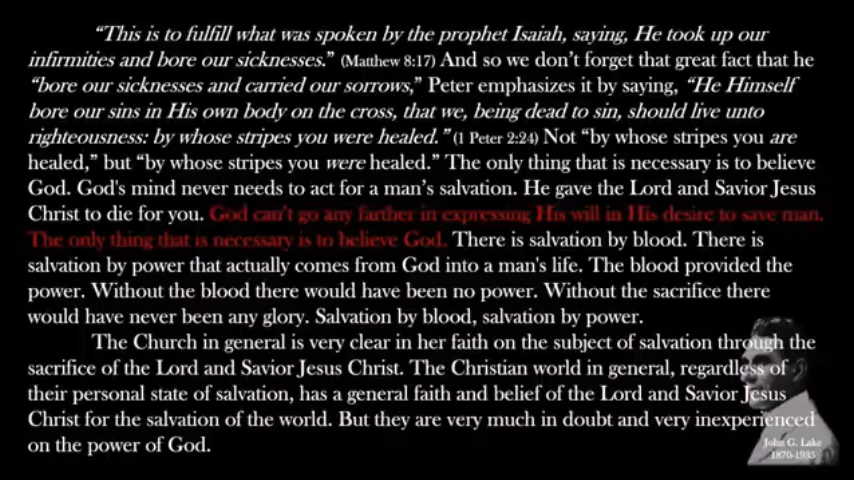 “This is to fulfill what was spoken by the prophet Isaiah, saying, He took up our
infirmities and bore our sicknesses.” (Matthew 8:17) And so we don’t forget that great fact that he
“bore our sicknesses and carried our sorrows,” Peter emphasizes it by saying, “He Himself
bore our sins in His own body on the cross, that we, being dead to sin, should live unto
righteousness: by whose stripes you were healed.” (1 Peter 2:24) Not “by whose stripes you are
healed,” but “by whose stripes you were healed.” The only thing that is necessary is to believe
God. God's mind never needs to act for a man’s salvation. He gave the Lord and Savior Jesus
Christ to die for you. God can’t go any farther in expressing His will in His desire to save man.
The only thing that is necessary is to believe God. There is salvation by blood. There is
salvation by power that actually comes from God into a man's life. The blood provided the
power. Without the blood there would have been no power. Without the sacrifice there
would have never been any glory. Salvation by blood, salvation by power.
The Church in general is very clear in her faith on the subject of salvation through the
sacrifice of the Lord and Savior Jesus Christ. The Christian world in general, regardless of
their personal state of salvation, has a general faith and belief of the Lord and Savior Jesus
Christ for the salvation of the world. But they are very much in doubt and very inexperienced
on the power of God.
John G. Lake
1870-1935